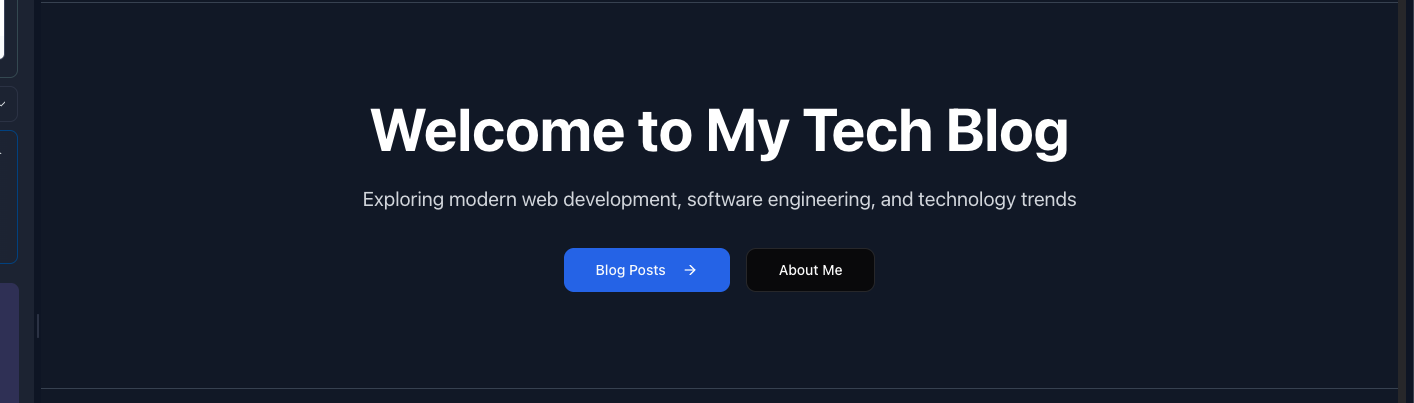 Welcome to My Tech Blog
Exploring modern web development, software engineering, and technology trends
Blog Posts
About Me